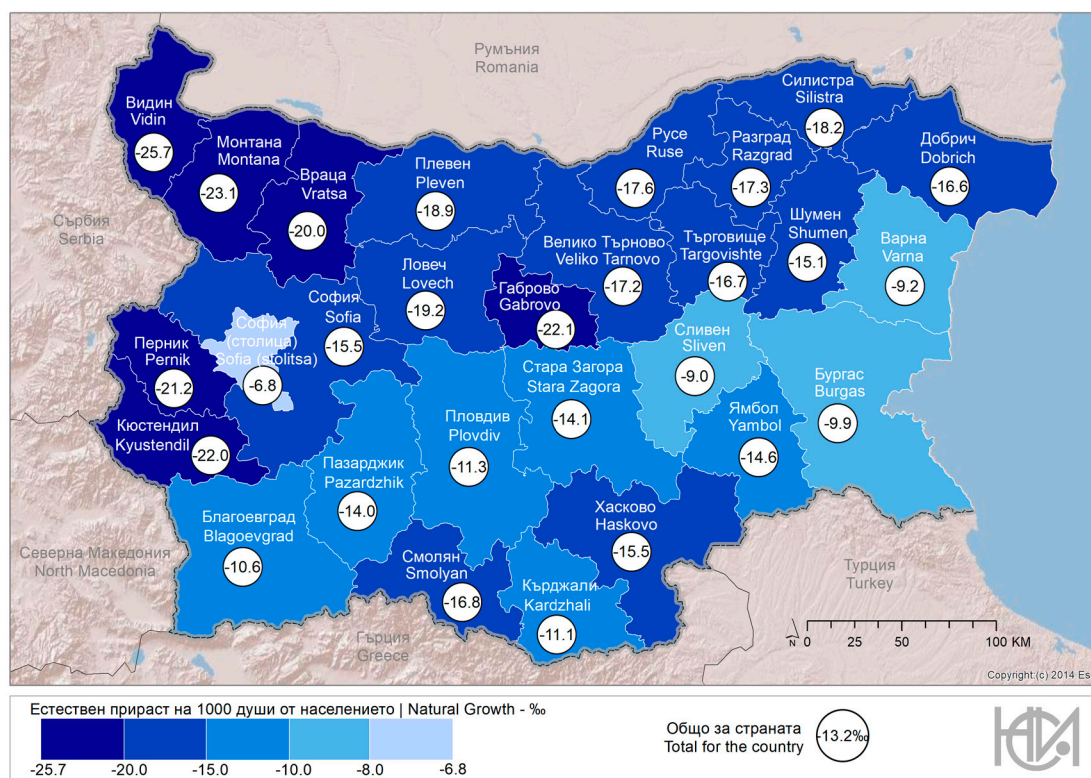 Румъния
Romania
Силистра
Silistra
-18.2
Видин
Vidin
-25.7
Монтана
Montana
-23.1
Враца
Vratsa
-20.0
Плевен
Pleven
-18.9
Русе
Ruse
-17.6
Разград
Razgrad
-17.3
Добрич
Dobrich
-16.6
Сърбия
Serbia
Шумен
Shumen
-15.1
Варна
Varna
-9.2
Велико Търново
Veliko Tarnovo
-17.2
Търговище
Targovishte
-16.7
Ловеч
Lovech
-19.2
Габрово
Gabrovo
-22.1
София
Sofia
-15.5
София
(столица)
Sofia (stolitsa)
-6.8
Перник
Pernik
-21.2
Сливен
Sliven
-9.0
Стара Загора
Stara Zagora
-14.1
Бургас
Burgas
-9.9
Ямбол
Yambol
-14.6
Пловдив
Plovdiv
-11.3
Кюстендил
Kyustendil
-22.0
Пазарджик
Pazardzhik
-14.0
Хасково
Haskovo
-15.5
Благоевград
Blagoevgrad
-10.6
Северна Македония
North Macedonia
Смолян
Smolyan
-16.8
Кърджали
Kardzhali
-11.1
Турция
Turkey
Гърция
Greece
N
0 25 50 100 KM
Copyright:(c) 2014 Es
Естествен прираст на 1000 души от населението | Natural Growth - ‰
-25.7 -20.0 -15.0 -10.0 -8.0 -6.8
Общо за страната
Total for the country
-13.2‰
НСИ